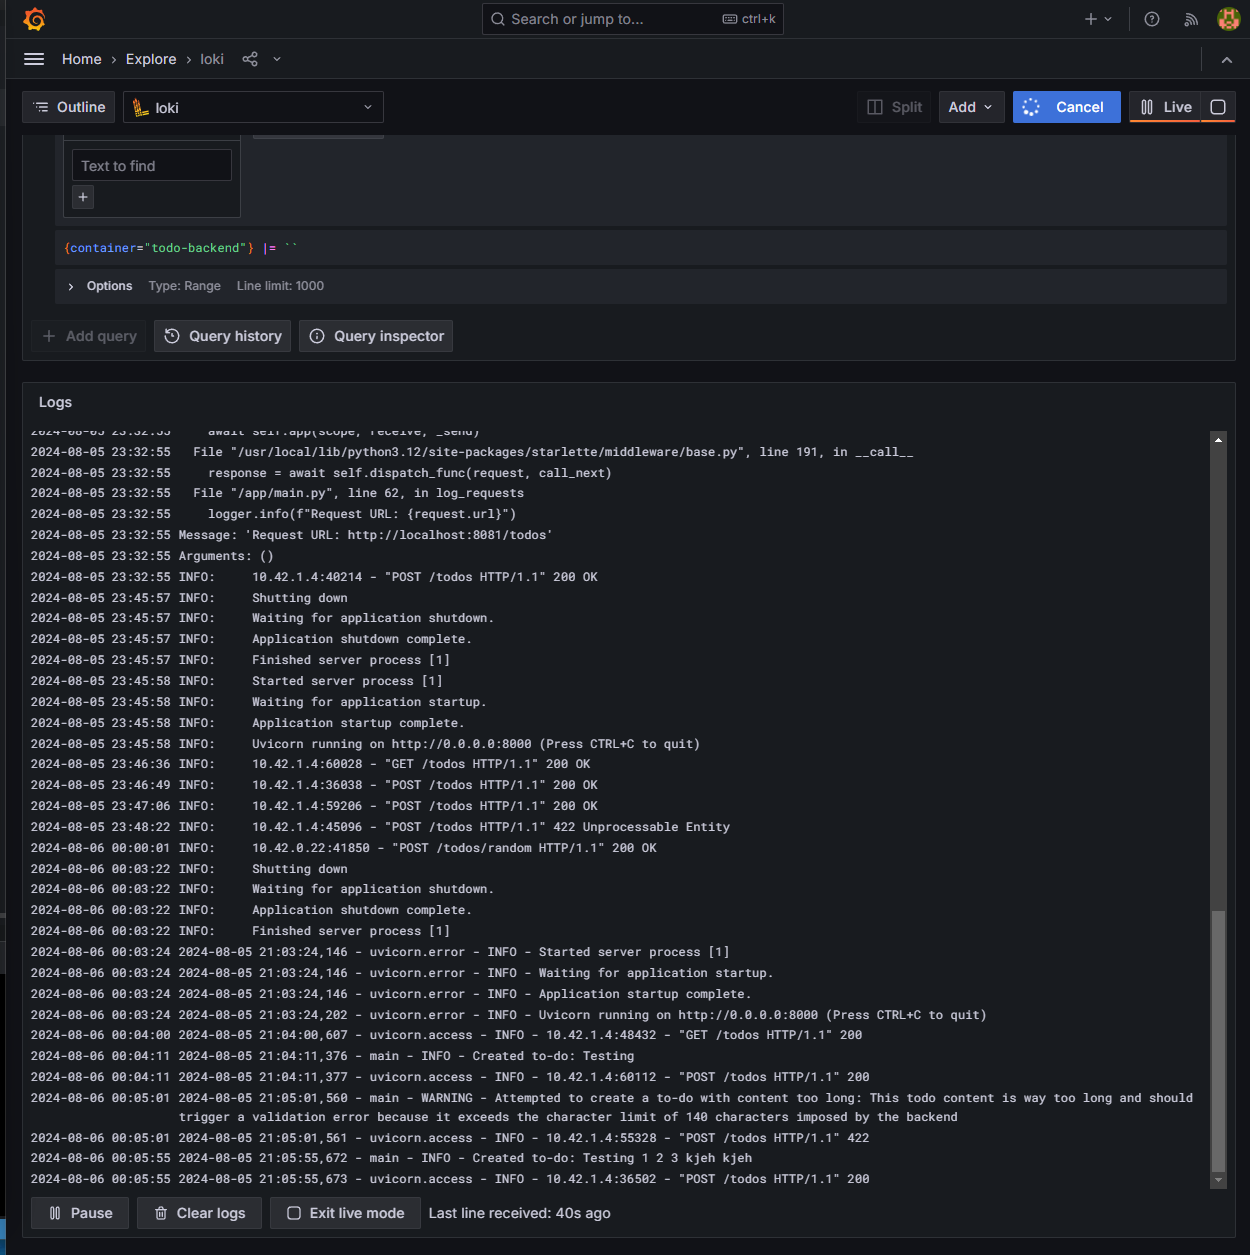 Search or jump to... ctrl+k
Home › Explore › loki
Outline loki Split Add Cancel Live
Text to find
+
{container="todo-backend"} |= ``
Options Type: Range Line limit: 1000
+ Add query Query history Query inspector
Logs
2024-08-05 23:32:55     await self.app(scope, receive, _send)
2024-08-05 23:32:55   File "/usr/local/lib/python3.12/site-packages/starlette/middleware/base.py", line 191, in __call__
2024-08-05 23:32:55     response = await self.dispatch_func(request, call_next)
2024-08-05 23:32:55   File "/app/main.py", line 62, in log_requests
2024-08-05 23:32:55     logger.info(f"Request URL: {request.url}")
2024-08-05 23:32:55 Message: 'Request URL: http://localhost:8081/todos'
2024-08-05 23:32:55 Arguments: ()
2024-08-05 23:32:55 INFO:     10.42.1.4:40214 - "POST /todos HTTP/1.1" 200 OK
2024-08-05 23:45:57 INFO:     Shutting down
2024-08-05 23:45:57 INFO:     Waiting for application shutdown.
2024-08-05 23:45:57 INFO:     Application shutdown complete.
2024-08-05 23:45:57 INFO:     Finished server process [1]
2024-08-05 23:45:58 INFO:     Started server process [1]
2024-08-05 23:45:58 INFO:     Waiting for application startup.
2024-08-05 23:45:58 INFO:     Application startup complete.
2024-08-05 23:45:58 INFO:     Uvicorn running on http://0.0.0.0:8000 (Press CTRL+C to quit)
2024-08-05 23:46:36 INFO:     10.42.1.4:60028 - "GET /todos HTTP/1.1" 200 OK
2024-08-05 23:46:49 INFO:     10.42.1.4:36038 - "POST /todos HTTP/1.1" 200 OK
2024-08-05 23:47:06 INFO:     10.42.1.4:59206 - "POST /todos HTTP/1.1" 200 OK
2024-08-05 23:48:22 INFO:     10.42.1.4:45096 - "POST /todos HTTP/1.1" 422 Unprocessable Entity
2024-08-06 00:00:01 INFO:     10.42.0.22:41850 - "POST /todos/random HTTP/1.1" 200 OK
2024-08-06 00:03:22 INFO:     Shutting down
2024-08-06 00:03:22 INFO:     Waiting for application shutdown.
2024-08-06 00:03:22 INFO:     Application shutdown complete.
2024-08-06 00:03:22 INFO:     Finished server process [1]
2024-08-06 00:03:24 2024-08-05 21:03:24,146 - uvicorn.error - INFO - Started server process [1]
2024-08-06 00:03:24 2024-08-05 21:03:24,146 - uvicorn.error - INFO - Waiting for application startup.
2024-08-06 00:03:24 2024-08-05 21:03:24,146 - uvicorn.error - INFO - Application startup complete.
2024-08-06 00:03:24 2024-08-05 21:03:24,202 - uvicorn.error - INFO - Uvicorn running on http://0.0.0.0:8000 (Press CTRL+C to quit)
2024-08-06 00:04:00 2024-08-05 21:04:00,607 - uvicorn.access - INFO - 10.42.1.4:48432 - "GET /todos HTTP/1.1" 200
2024-08-06 00:04:11 2024-08-05 21:04:11,376 - main - INFO - Created to-do: Testing
2024-08-06 00:04:11 2024-08-05 21:04:11,377 - uvicorn.access - INFO - 10.42.1.4:60112 - "POST /todos HTTP/1.1" 200
2024-08-06 00:05:01 2024-08-05 21:05:01,560 - main - WARNING - Attempted to create a to-do with content too long: This todo content is way too long and should
trigger a validation error because it exceeds the character limit of 140 characters imposed by the backend
2024-08-06 00:05:01 2024-08-05 21:05:01,561 - uvicorn.access - INFO - 10.42.1.4:55328 - "POST /todos HTTP/1.1" 422
2024-08-06 00:05:55 2024-08-05 21:05:55,672 - main - INFO - Created to-do: Testing 1 2 3 kjeh kjeh
2024-08-06 00:05:55 2024-08-05 21:05:55,673 - uvicorn.access - INFO - 10.42.1.4:36502 - "POST /todos HTTP/1.1" 200
Pause Clear logs Exit live mode Last line received: 40s ago